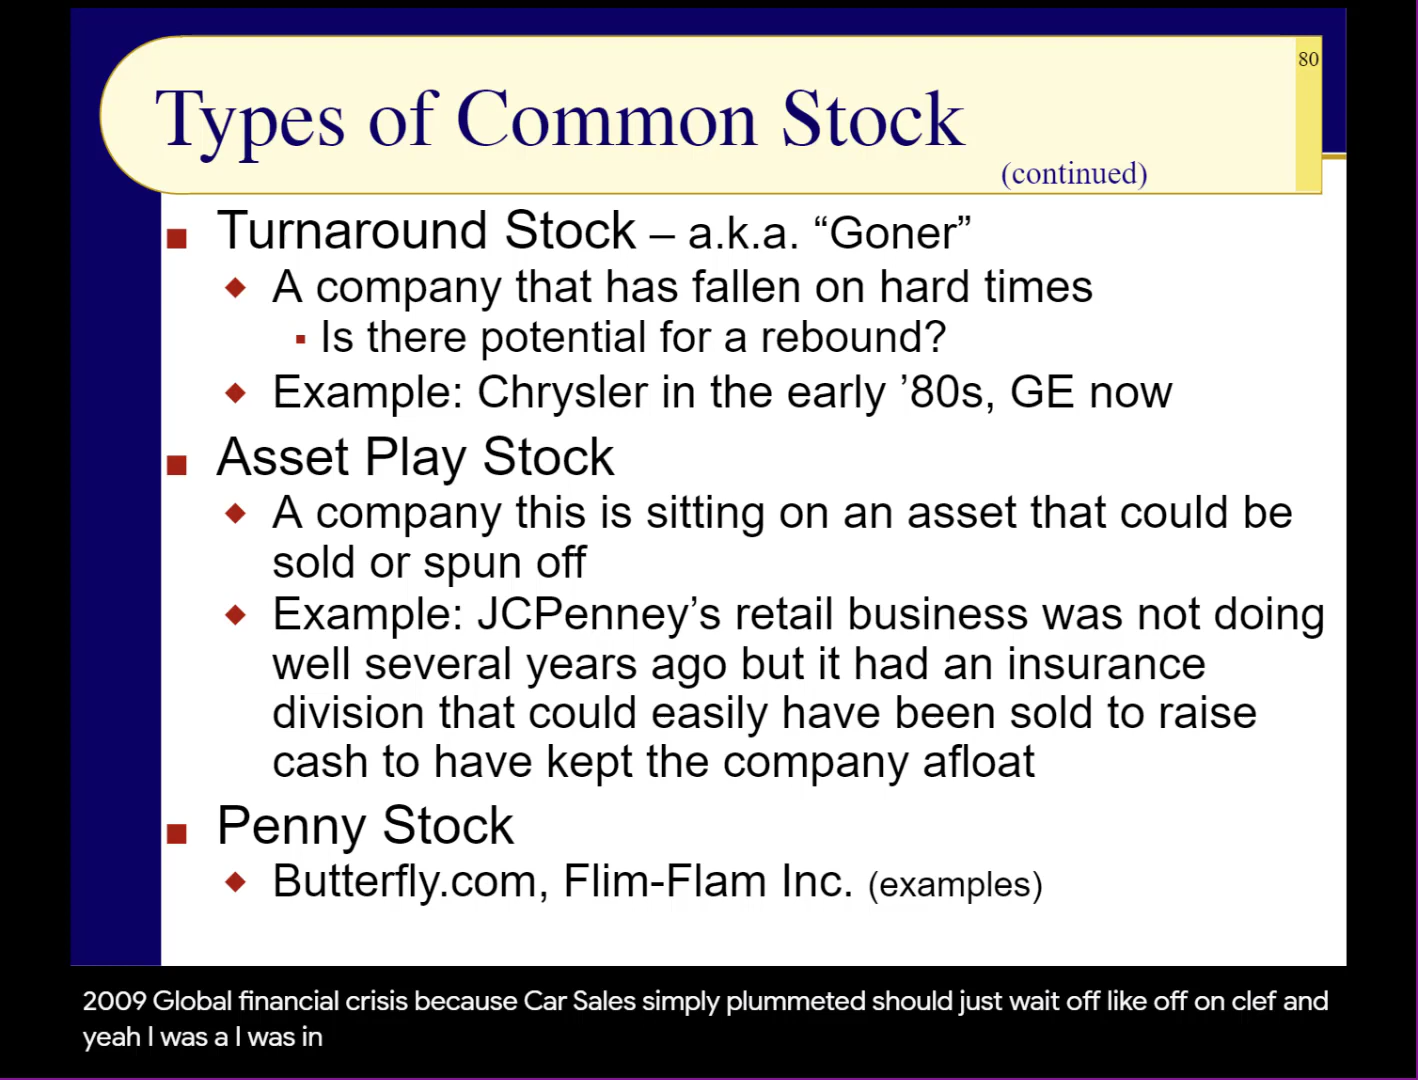 80
Types of Common Stock
(continued)
Turnaround Stock – a.k.a. “Goner”
A company that has fallen on hard times
Is there potential for a rebound?
Example: Chrysler in the early ’80s, GE now
Asset Play Stock
A company this is sitting on an asset that could be
sold or spun off
Example: JCPenney’s retail business was not doing
well several years ago but it had an insurance
division that could easily have been sold to raise
cash to have kept the company afloat
Penny Stock
Butterfly.com, Flim-Flam Inc. (examples)
2009 Global financial crisis because Car Sales simply plummeted should just wait off like off on clef and
yeah I was a I was in